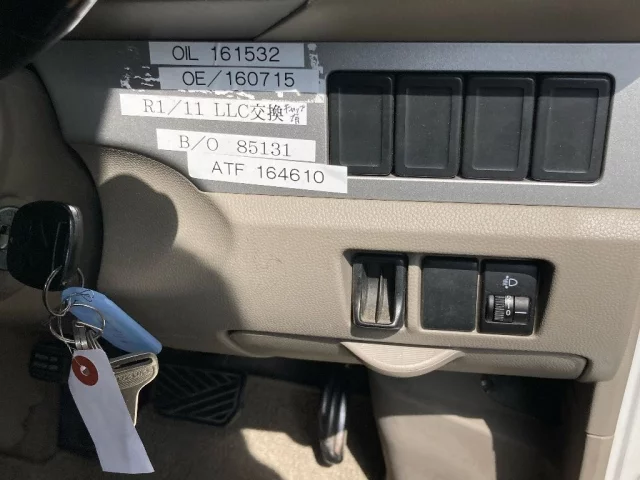 OIL 161532
OE/160715
R1/11 LLC交換
B/O 85131
ATF 164610